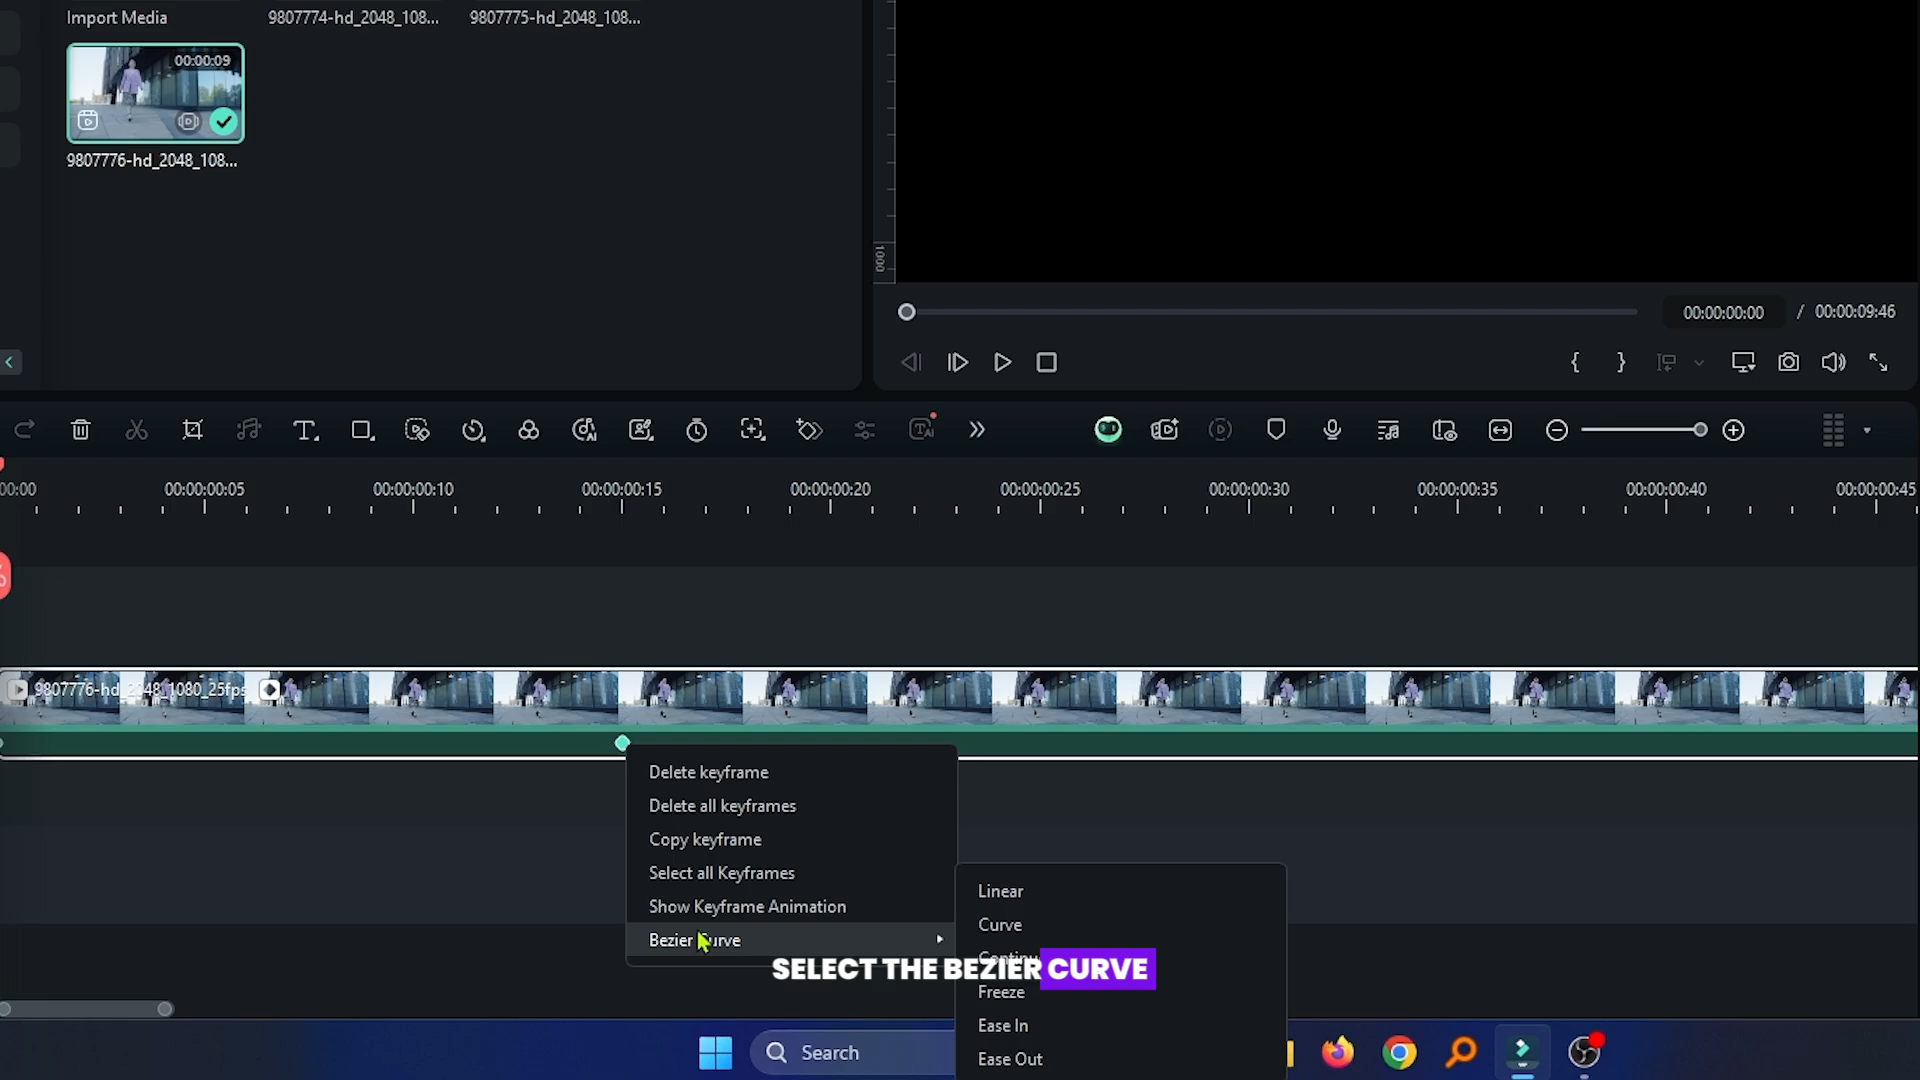 Import Media
9807774-hd_2048_108...
9807775-hd_2048_108...
00:00:09
9807776-hd_2048_108...
1000
00:00:00:00 / 00:00:09:46
00:00
00:00:00:05
00:00:00:10
00:00:00:15
00:00:00:20
00:00:00:25
00:00:00:30
00:00:00:35
00:00:00:40
00:00:00:45
9807776-hd_2048_1080_25fps
Delete keyframe
Delete all keyframes
Copy keyframe
Select all Keyframes
Show Keyframe Animation
Bezier Curve
Linear
Curve
SELECT THE BEZIER CURVE
Freeze
Ease In
Ease Out
Search